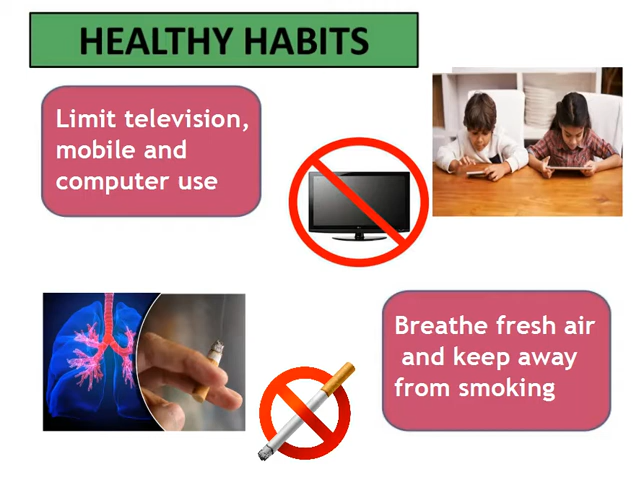 HEALTHY HABITS
Limit television,
mobile and
computer use
Breathe fresh air
and keep away
from smoking